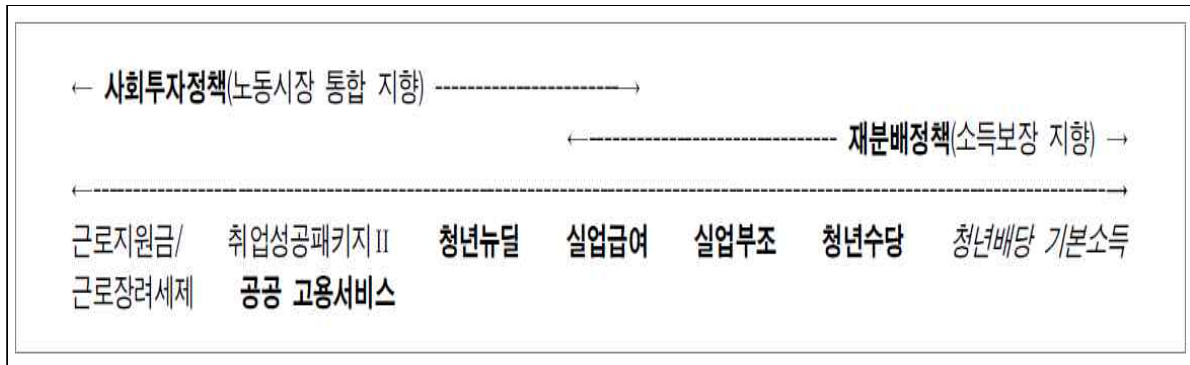 ← 사회투자정책(노동시장 통합 지향) ----------------------→
←---------------------------- 재분배정책(소득보장 지향) →
←----------------------------------------------------------------------------------------------------------------------→
근로지원금/ 취업성공패키지Ⅱ 청년뉴딜 실업급여 실업부조 청년수당 청년배당 기본소득
근로장려세제 공공 고용서비스